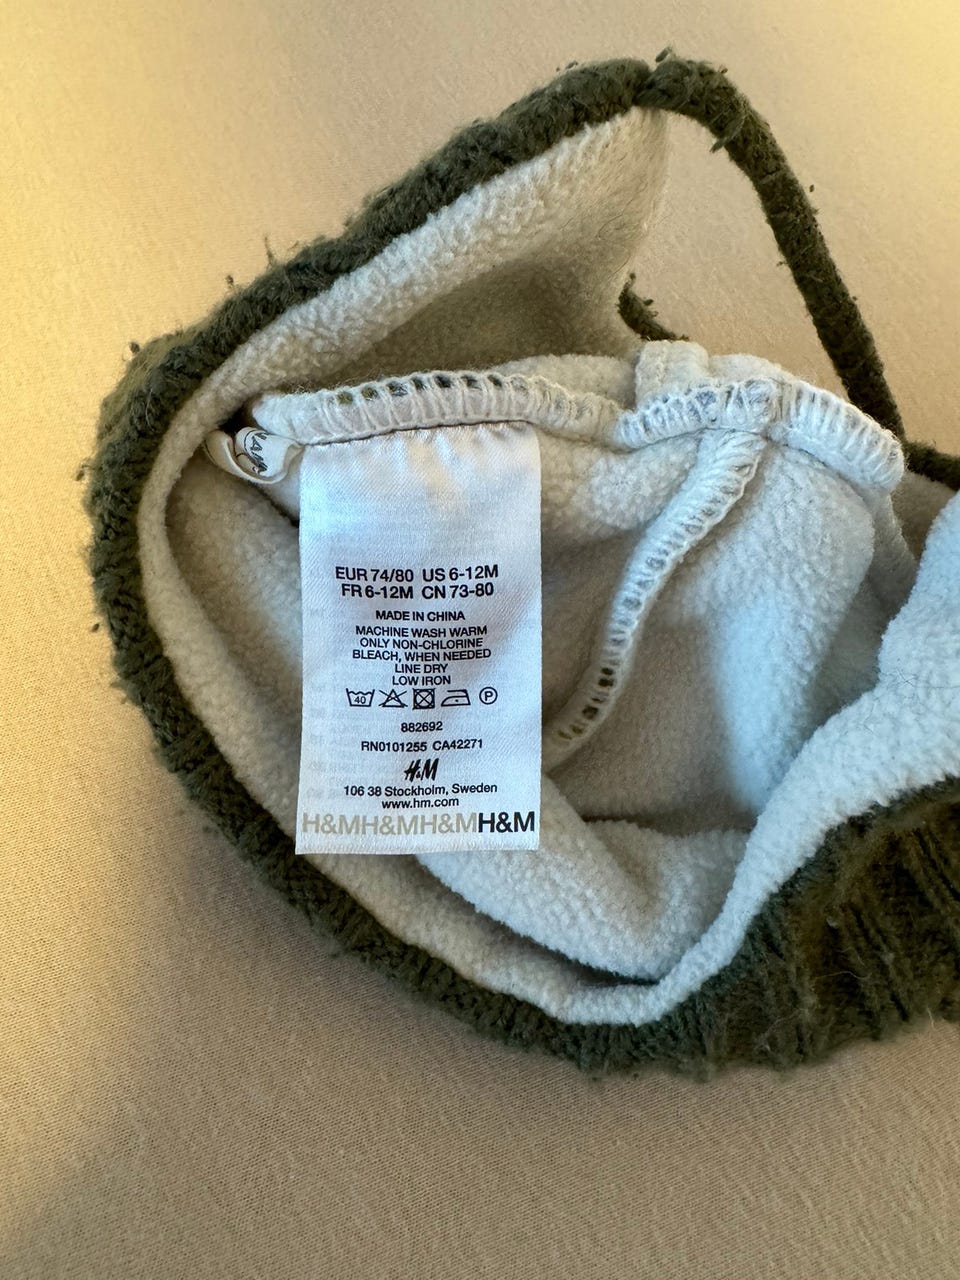 EUR 74/80 US 6-12M
FR 6-12M CN 73-80
MADE IN CHINA
MACHINE WASH WARM
ONLY NON-CHLORINE
BLEACH, WHEN NEEDED
LINE DRY
LOW IRON
40 P
882692
RN0101255 CA42271
H&M
106 38 Stockholm, Sweden
www.hm.com
H&MH&MH&MH&M